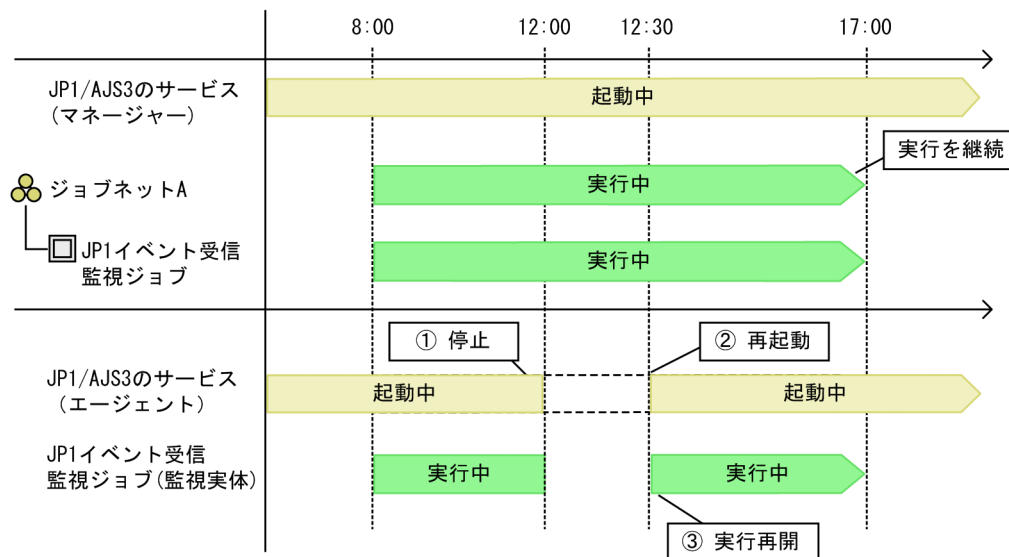 8:00 12:00 12:30 17:00
JP1/AJS3のサービス
(マネージャー)
起動中
実行を継続
ジョブネットA
実行中
JP1イベント受信
監視ジョブ
実行中
① 停止
② 再起動
JP1/AJS3のサービス
(エージェント)
起動中
起動中
JP1イベント受信
監視ジョブ(監視実体)
実行中
実行中
③ 実行再開